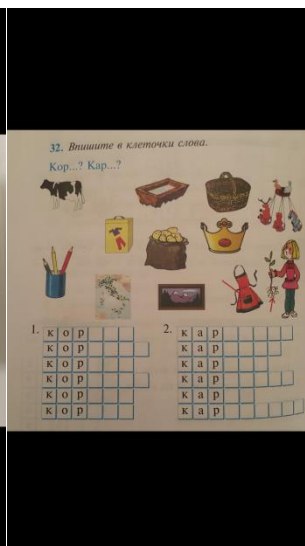 32. Впишите в клеточки слова.
Кор...? Кар...?
1. к о р
к о р
к о р
к о р
к о р
к о р
2. к а р
к а р
к а р
к а р
к а р
к а р